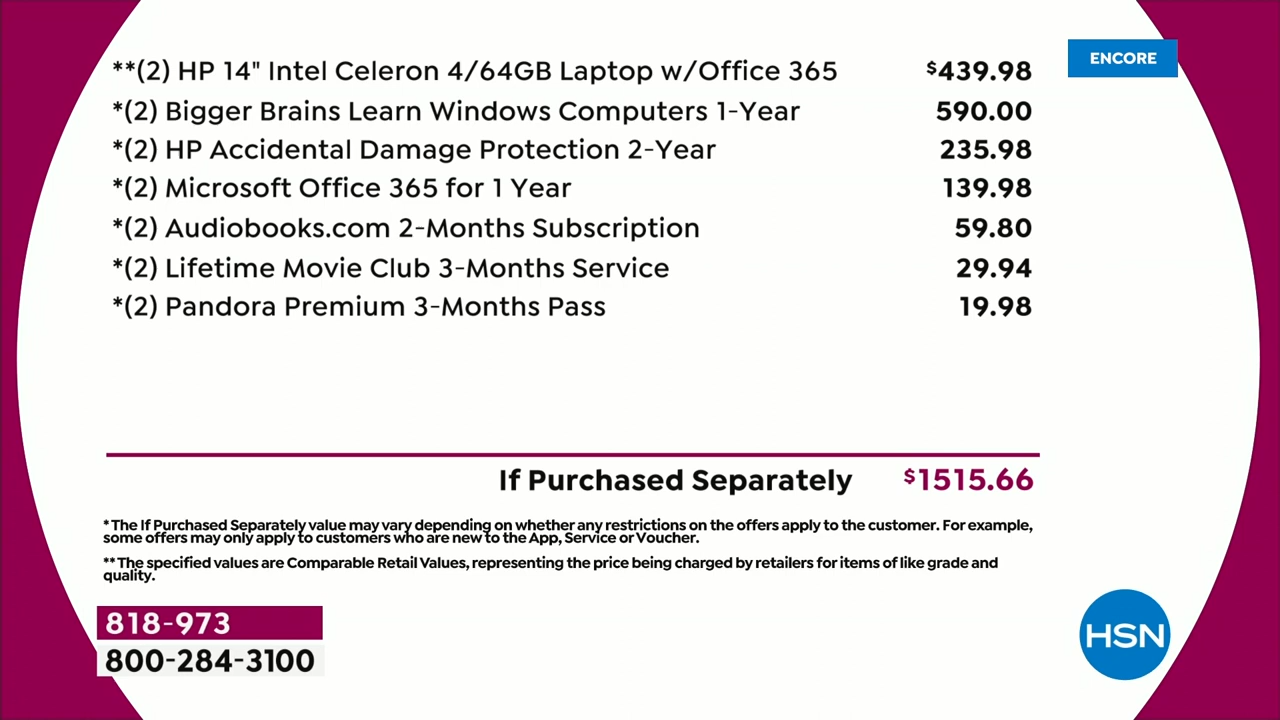 ENCORE
**(2) HP 14" Intel Celeron 4/64GB Laptop w/Office 365 $439.98
*(2) Bigger Brains Learn Windows Computers 1-Year 590.00
*(2) HP Accidental Damage Protection 2-Year 235.98
*(2) Microsoft Office 365 for 1 Year 139.98
*(2) Audiobooks.com 2-Months Subscription 59.80
*(2) Lifetime Movie Club 3-Months Service 29.94
*(2) Pandora Premium 3-Months Pass 19.98
If Purchased Separately $1515.66
* The If Purchased Separately value may vary depending on whether any restrictions on the offers apply to the customer. For example,
some offers may only apply to customers who are new to the App, Service or Voucher.
** The specified values are Comparable Retail Values, representing the price being charged by retailers for items of like grade and
quality.
818-973
800-284-3100
HSN